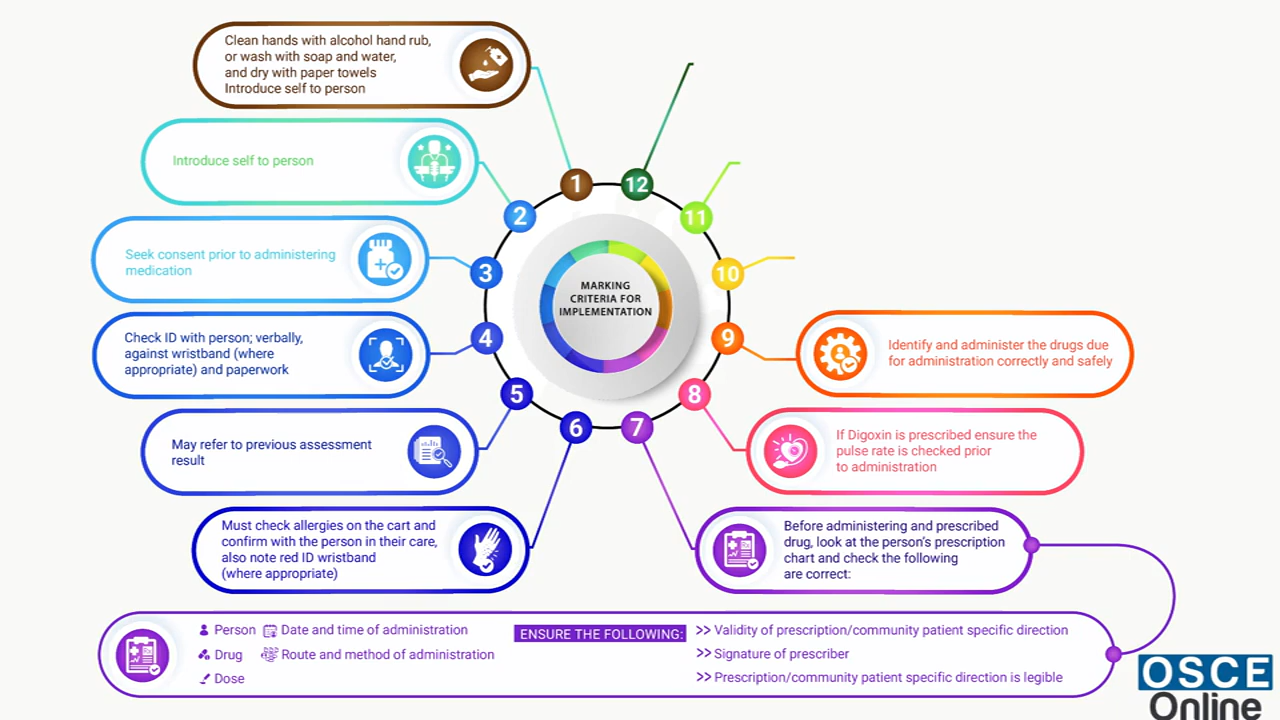 Clean hands with alcohol hand rub,
or wash with soap and water,
and dry with paper towels
Introduce self to person
1
Introduce self to person
2
Seek consent prior to administering
medication
3
Check ID with person; verbally,
against wristband (where
appropriate) and paperwork
4
May refer to previous assessment
result
5
Must check allergies on the cart and
confirm with the person in their care,
also note red ID wristband
(where appropriate)
6
MARKING
CRITERIA FOR
IMPLEMENTATION
12
11
10
9
Identify and administer the drugs due
for administration correctly and safely
8
If Digoxin is prescribed ensure the
pulse rate is checked prior
to administration
7
Before administering and prescribed
drug, look at the person's prescription
chart and check the following
are correct:
Person
Drug
Dose
Date and time of administration
Route and method of administration
ENSURE THE FOLLOWING:
>> Validity of prescription/community patient specific direction
>> Signature of prescriber
>> Prescription/community patient specific direction is legible
OSCE
Online